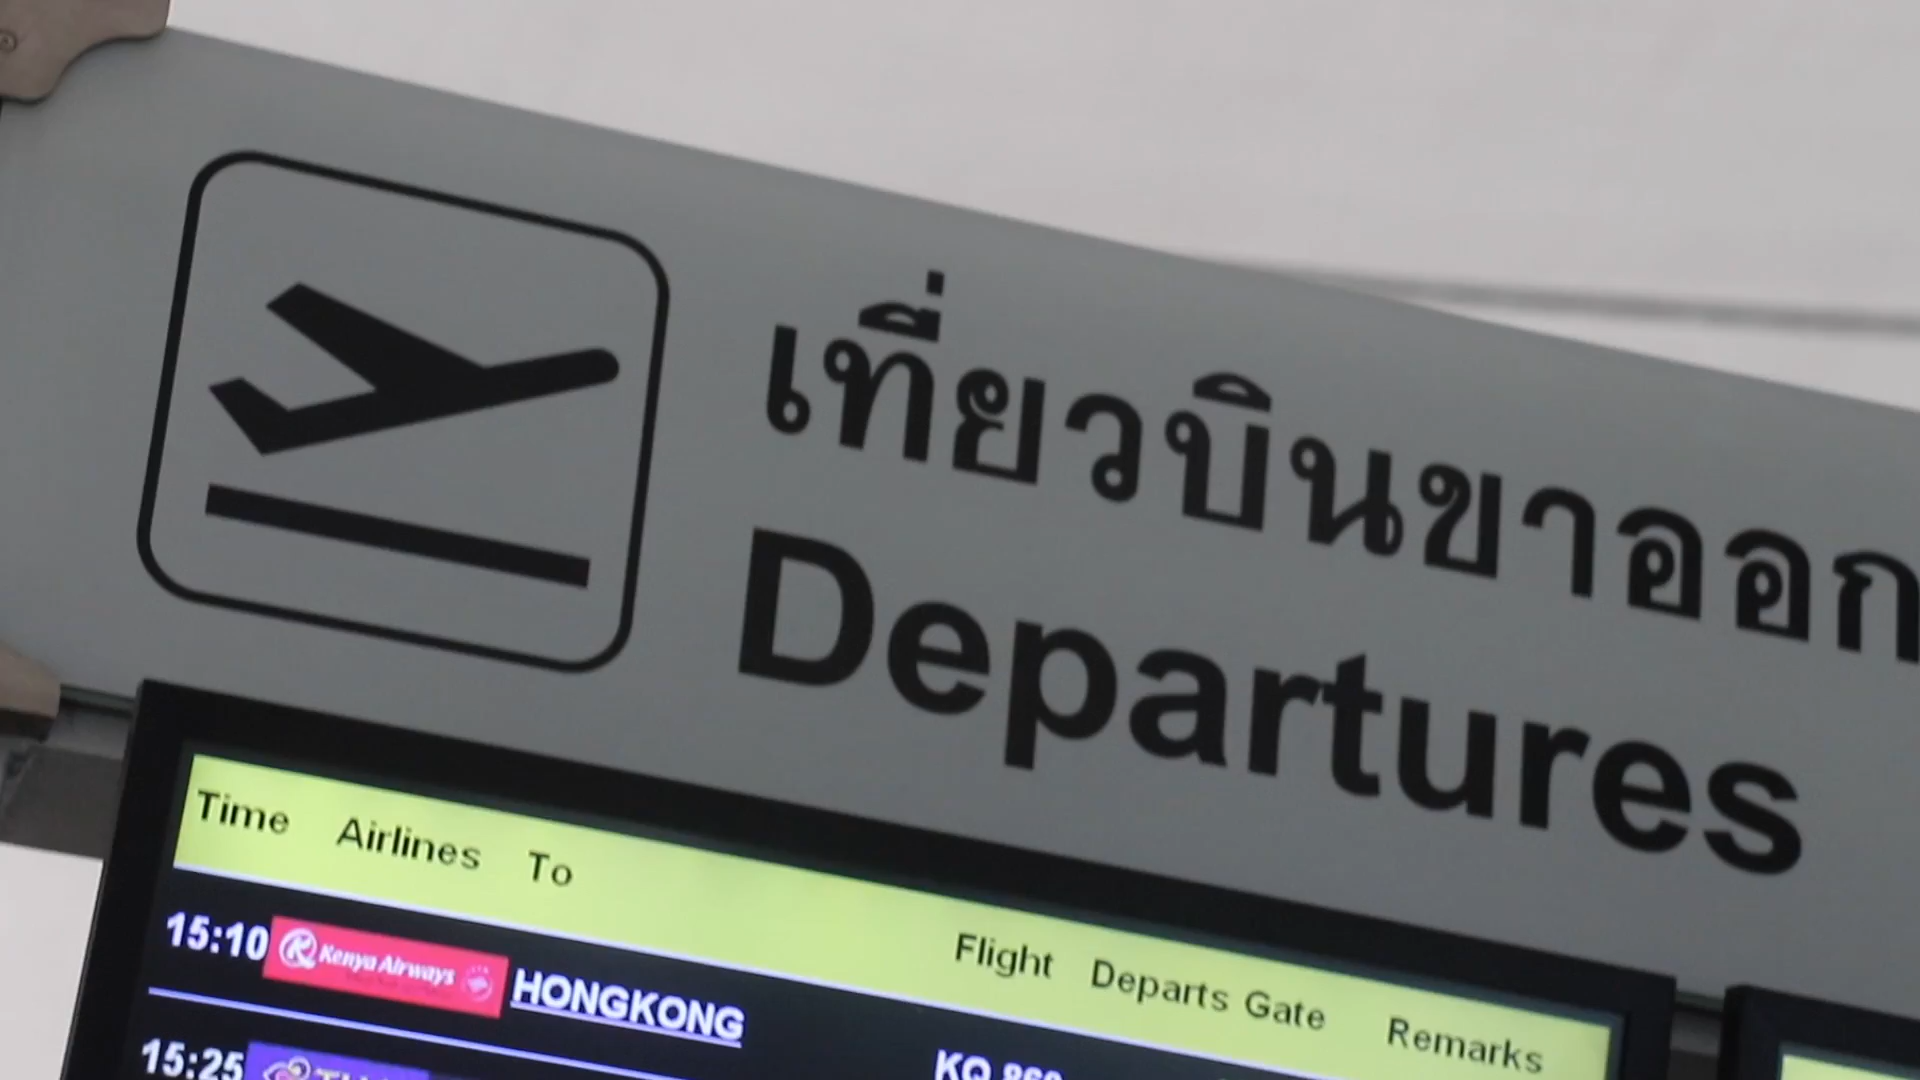 เที่ยวบินขาออก
Departures
Time Airlines To Flight Departs Gate Remarks
15:10 Kenya Airways HONGKONG KQ 860
15:25